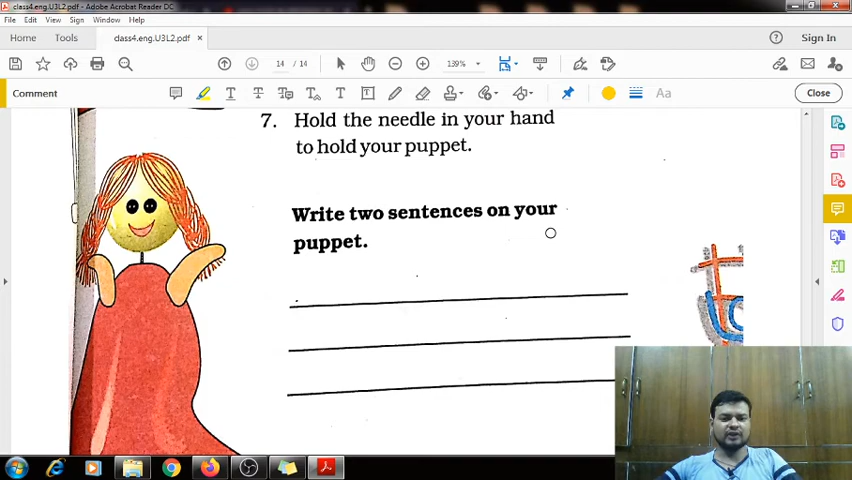 class4.eng.U3L2.pdf - Adobe Acrobat Reader DC
File Edit View Sign Window Help
Home Tools class4.eng.U3L2.pdf × Sign In
14 / 14 139%
Comment Aa Close
7. Hold the needle in your hand
to hold your puppet.
Write two sentences on your
puppet.